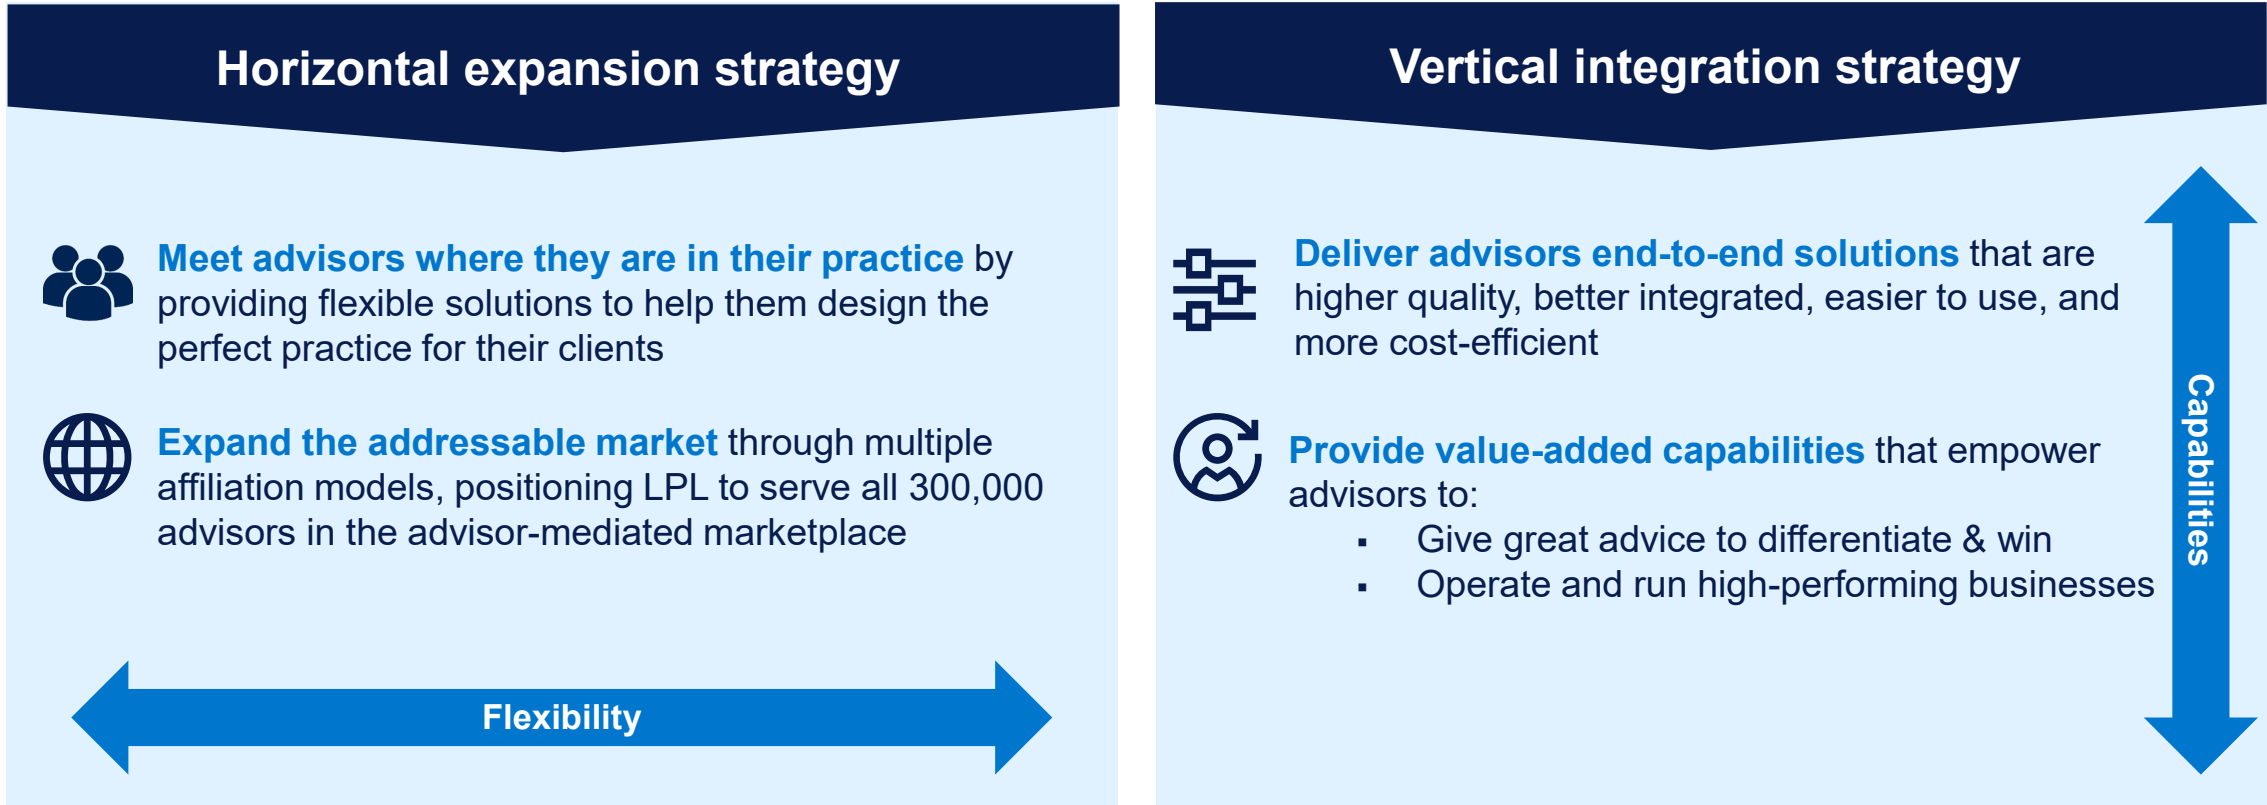 Horizontal expansion strategy
Meet advisors where they are in their practice by
providing flexible solutions to help them design the
perfect practice for their clients
Expand the addressable market through multiple
affiliation models, positioning LPL to serve all 300,000
advisors in the advisor-mediated marketplace
Flexibility
Vertical integration strategy
Deliver advisors end-to-end solutions that are
higher quality, better integrated, easier to use, and
more cost-efficient
Provide value-added capabilities that empower
advisors to:
▪ Give great advice to differentiate & win
▪ Operate and run high-performing businesses
Capabilities